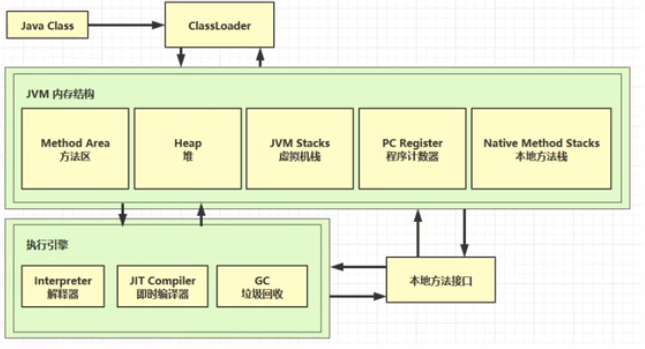 Java Class
ClassLoader
JVM 内存结构
Method Area
方法区
Heap
堆
JVM Stacks
虚拟机栈
PC Register
程序计数器
Native Method Stacks
本地方法栈
执行引擎
Interpreter
解释器
JIT Compiler
即时编译器
GC
垃圾回收
本地方法接口